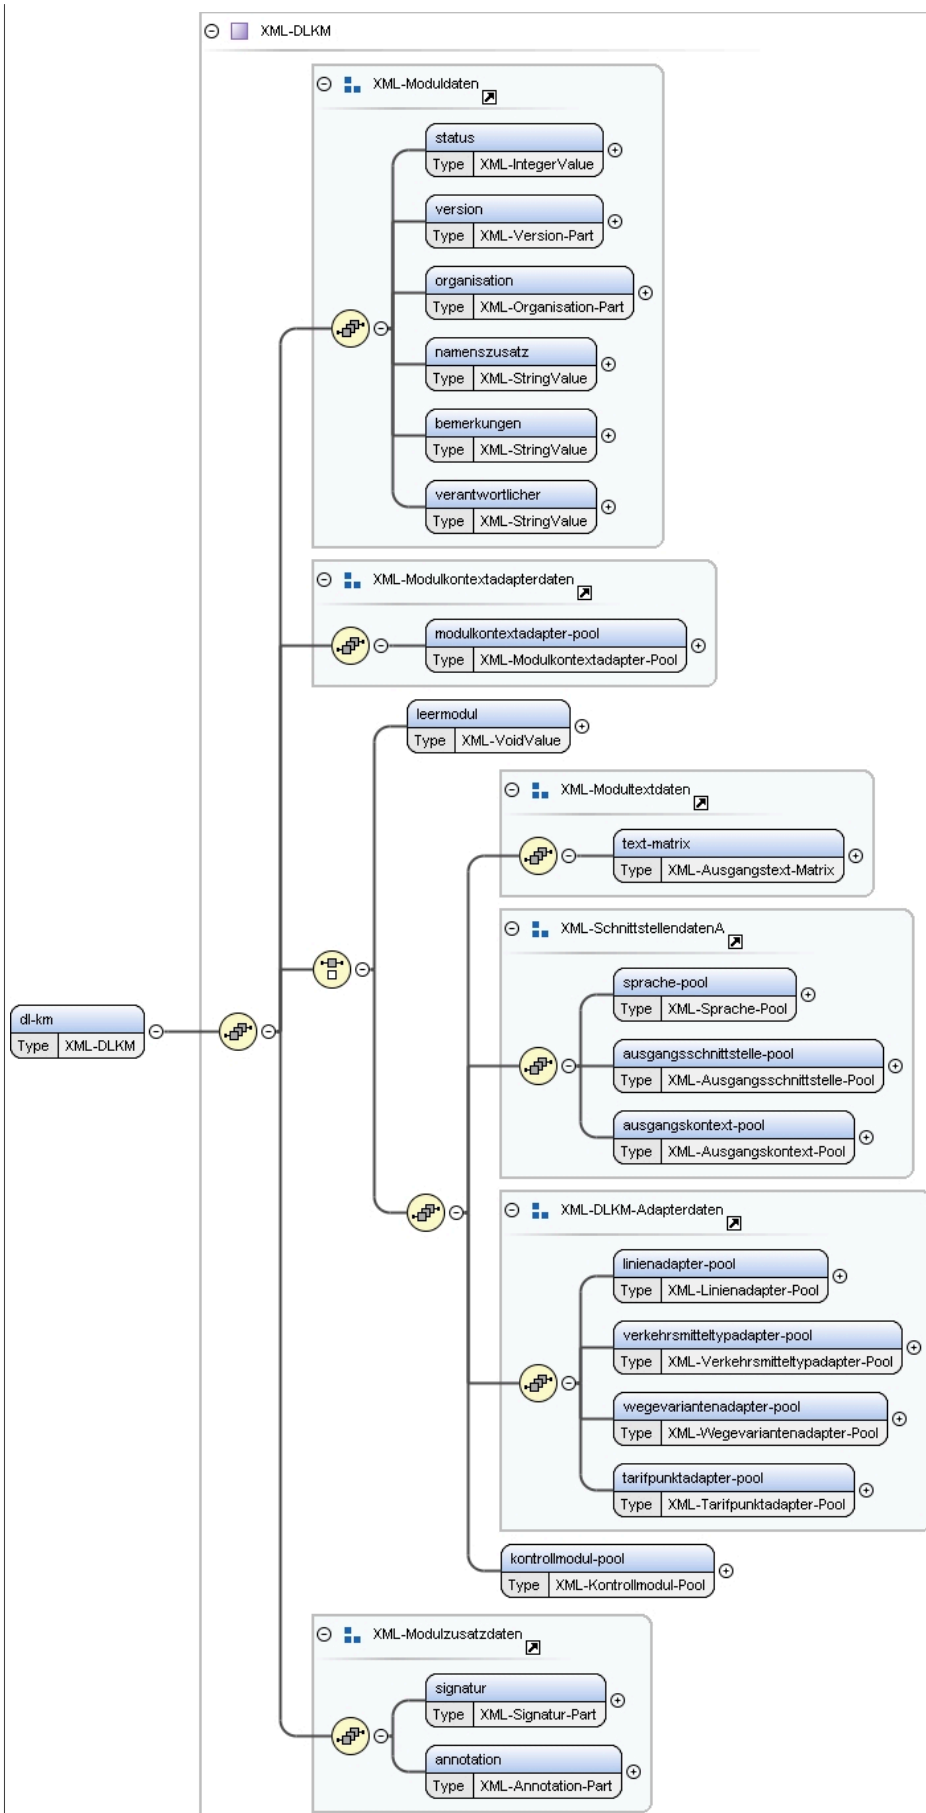 XML-DLKM
XML-Moduldaten
status
Type XML-IntegerValue
version
Type XML-Version-Part
organisation
Type XML-Organisation-Part
namenszusatz
Type XML-StringValue
bemerkungen
Type XML-StringValue
verantwortlicher
Type XML-StringValue
XML-Modulkontextadapterdaten
modulkontextadapter-pool
Type XML-Modulkontextadapter-Pool
leermodul
Type XML-VoidValue
XML-Modultextdaten
text-matrix
Type XML-Ausgangstext-Matrix
XML-SchnittstellendatenA
sprache-pool
Type XML-Sprache-Pool
ausgangsschnittstelle-pool
Type XML-Ausgangsschnittstelle-Pool
ausgangskontext-pool
Type XML-Ausgangskontext-Pool
dl-km
Type XML-DLKM
XML-DLKM-Adapterdaten
linienadapter-pool
Type XML-Linienadapter-Pool
verkehrsmitteltypadapter-pool
Type XML-Verkehrsmitteltypadapter-Pool
wegevariantenadapter-pool
Type XML-Wegevariantenadapter-Pool
tarifpunktadapter-pool
Type XML-Tarifpunktadapter-Pool
kontrollmodul-pool
Type XML-Kontrollmodul-Pool
XML-Modulzusatzdaten
signatur
Type XML-Signatur-Part
annotation
Type XML-Annotation-Part